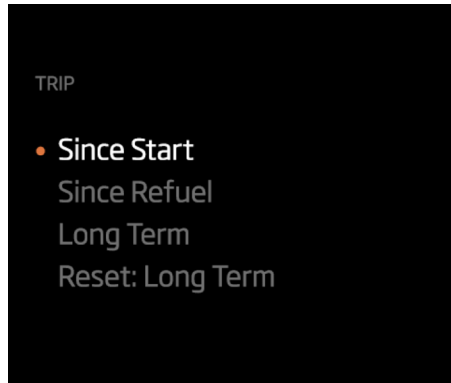 TRIP
Since Start
Since Refuel
Long Term
Reset: Long Term